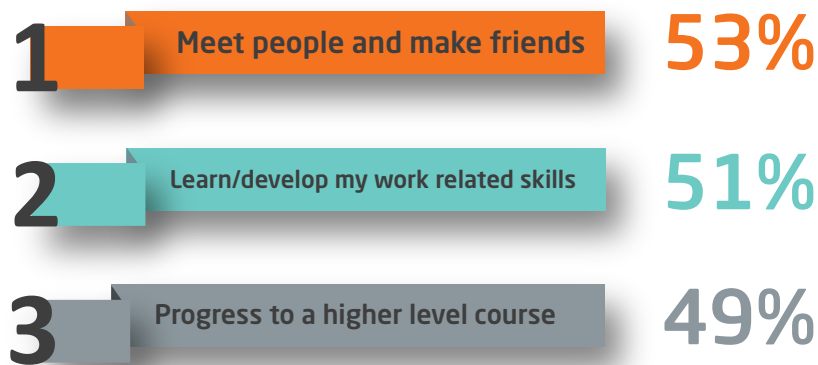 1 Meet people and make friends 53%
2 Learn/develop my work related skills 51%
3 Progress to a higher level course 49%